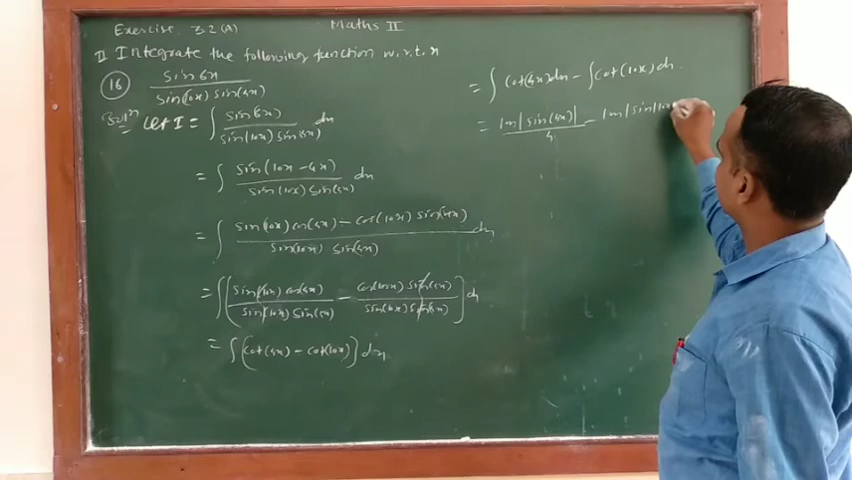 Exercise 3.2 (A) Maths II
II Integrate the following function w.r.t. x
16 sin 6x / sin(10x) sin(4x)
Solⁿ Let I = ∫ sin(6x) / sin(10x) sin(4x) dx
= ∫ sin(10x - 4x) / sin(10x) sin(4x) dx
= ∫ sin(10x) cos(4x) - cos(10x) sin(4x) / sin(10x) sin(4x) dx
= ∫ [ sin(10x) cos(4x) / sin(10x) sin(4x) - cos(10x) sin(4x) / sin(10x) sin(4x) ] dx
= ∫ [cot(4x) - cot(10x)] dx
= ∫ cot(4x) dx - ∫ cot(10x) dx.
= lm|sin(4x)| / 4 - lm|sin(10x